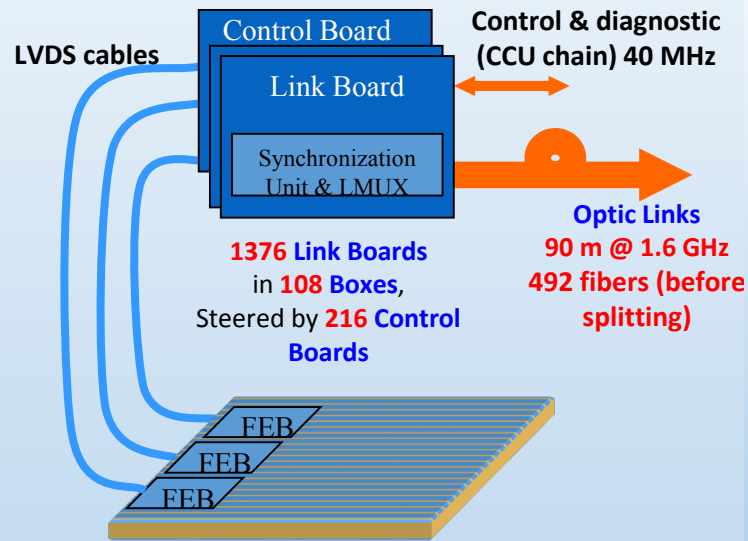 Control Board
LVDS cables
Control & diagnostic
(CCU chain) 40 MHz
Link Board
Synchronization
Unit & LMUX
Optic Links
90 m @ 1.6 GHz
492 fibers (before
splitting)
1376 Link Boards
in 108 Boxes,
Steered by 216 Control
Boards
FEB
FEB
FEB